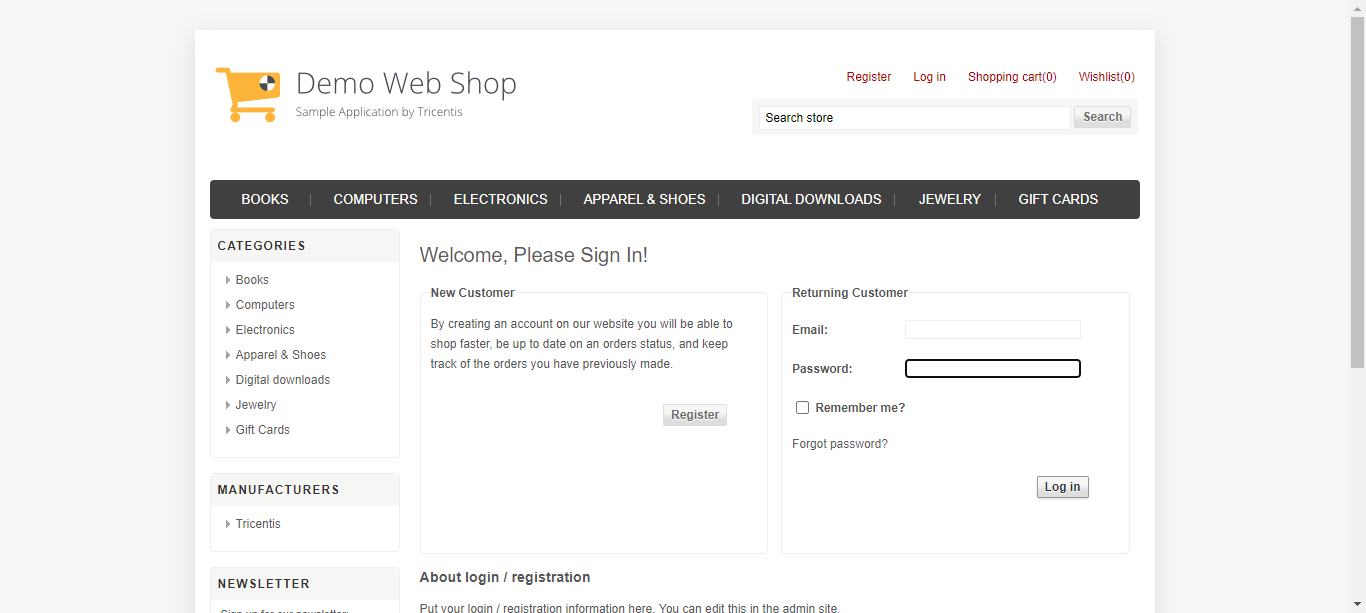 Demo Web Shop
Sample Application by Tricentis
Register Log in Shopping cart(0) Wishlist(0)
Search store Search
BOOKS COMPUTERS ELECTRONICS APPAREL & SHOES DIGITAL DOWNLOADS JEWELRY GIFT CARDS
CATEGORIES
Books
Computers
Electronics
Apparel & Shoes
Digital downloads
Jewelry
Gift Cards
MANUFACTURERS
Tricentis
NEWSLETTER
Sign up for our newsletter:
Welcome, Please Sign In!
New Customer
By creating an account on our website you will be able to
shop faster, be up to date on an orders status, and keep
track of the orders you have previously made.
Register
Returning Customer
Email:
Password:
Remember me?
Forgot password?
Log in
About login / registration
Put your login / registration information here. You can edit this in the admin site.